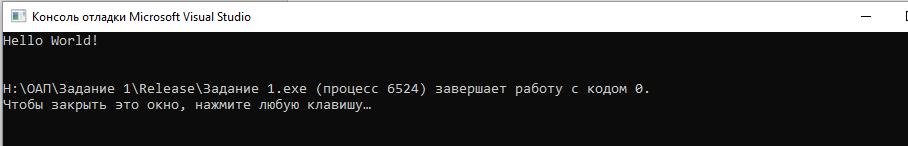 Консоль отладки Microsoft Visual Studio
Hello World!
H:\ОАП\Задание 1\Release\Задание 1.exe (процесс 6524) завершает работу с кодом 0.
Чтобы закрыть это окно, нажмите любую клавишу…